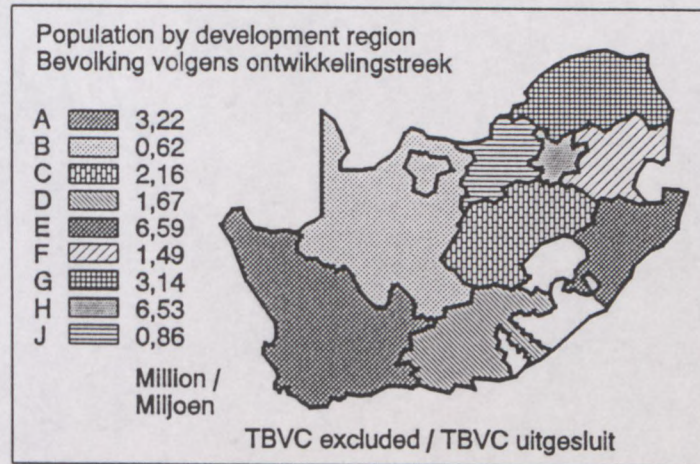 Population by development region
Bevolking volgens ontwikkelingstreek
A 3,22
B 0,62
C 2,16
D 1,67
E 6,59
F 1,49
G 3,14
H 6,53
J 0,86
Million /
Miljoen
TBVC excluded / TBVC uitgesluit